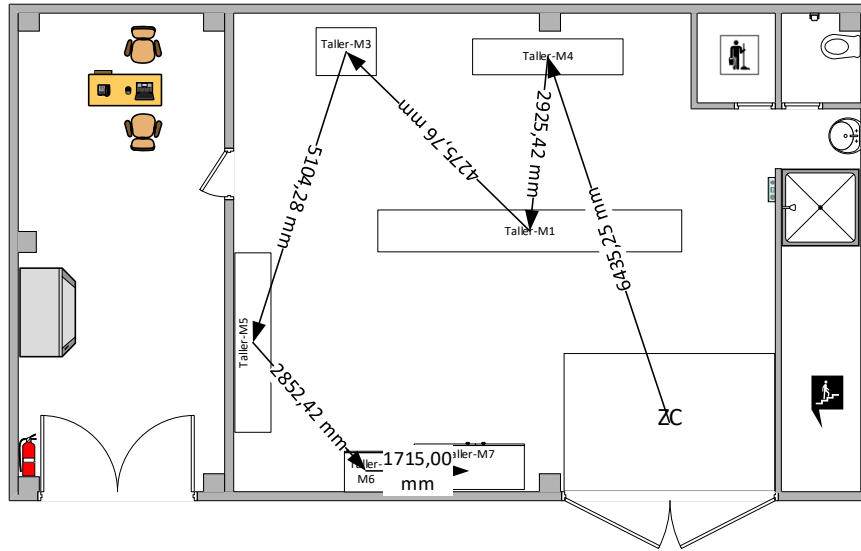 Taller-M3
Taller-M4
2925,42 mm
4275,76 mm
5104,28 mm
6435,25 mm
Taller-M1
Taller-M5
2852,42 mm
ZC
Taller-
M6
1715,00
mm
aller-M7